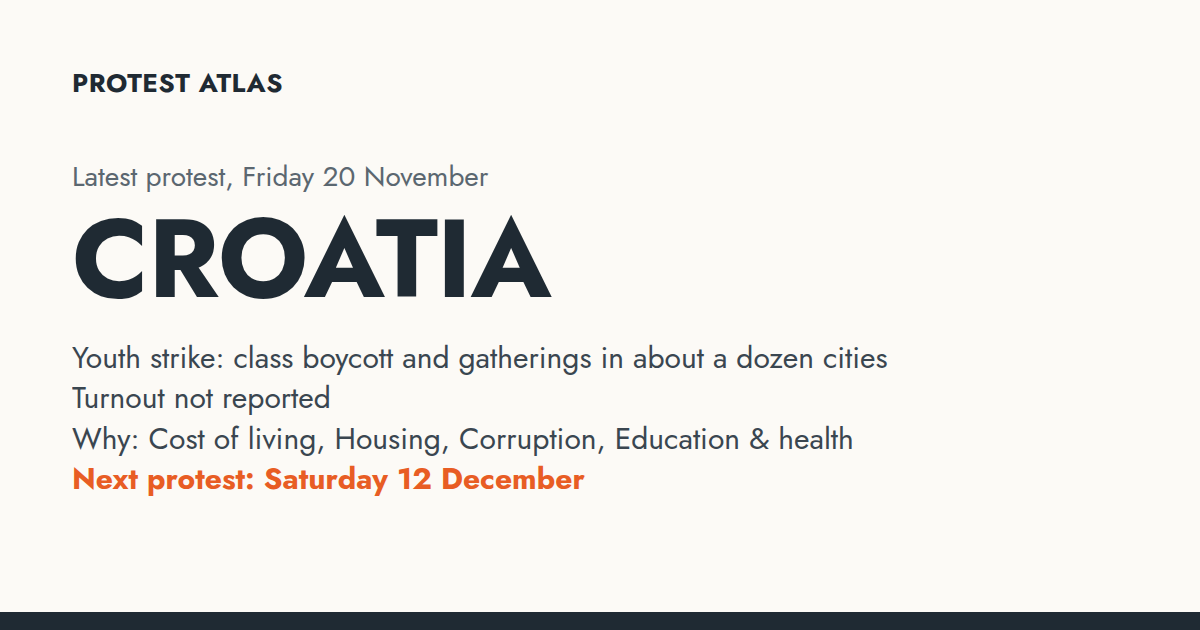 PROTEST ATLAS
Latest protest, Friday 20 November
CROATIA
Youth strike: class boycott and gatherings in about a dozen cities
Turnout not reported
Why: Cost of living, Housing, Corruption, Education & health
Next protest: Saturday 12 December